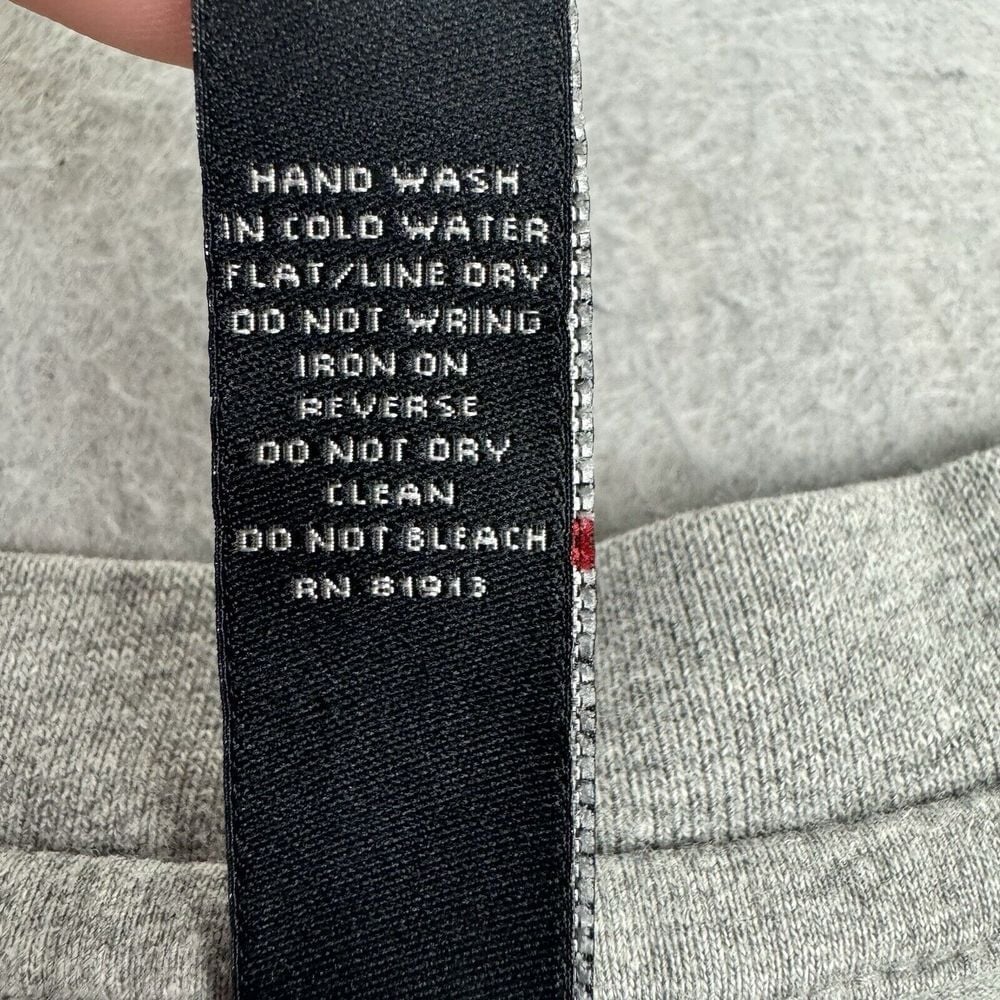 HAND WASH
IN COLD WATER
FLAT/LINE DRY
DO NOT WRING
IRON ON
REVERSE
DO NOT DRY
CLEAN
DO NOT BLEACH
RN 81913